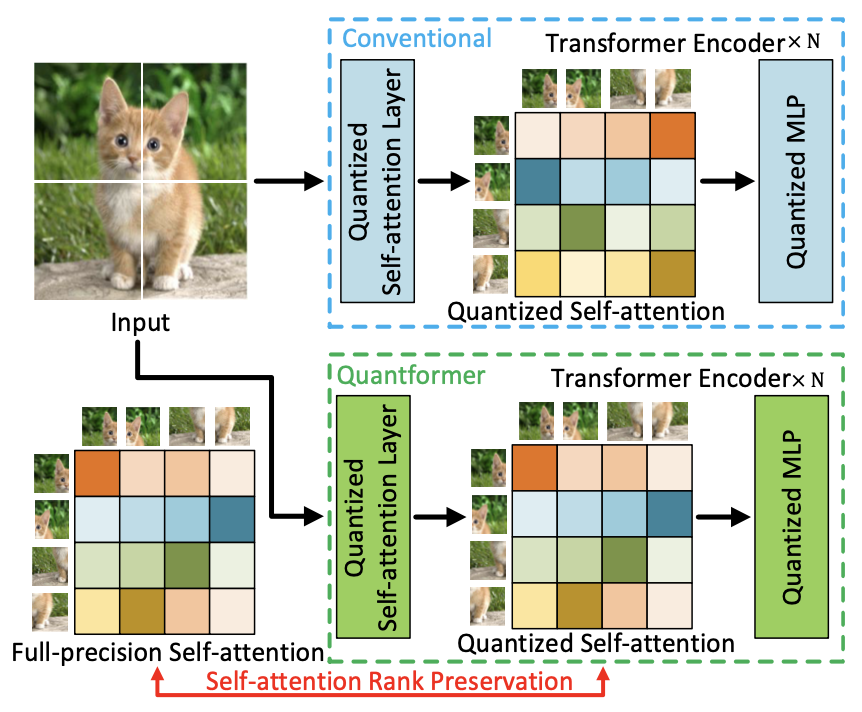 Conventional
Transformer Encoder× N
Quantized
Self-attention Layer
Quantized MLP
Quantized Self-attention
Input
Quantformer
Transformer Encoder× N
Quantized
Self-attention Layer
Quantized MLP
Full-precision Self-attention
Quantized Self-attention
Self-attention Rank Preservation